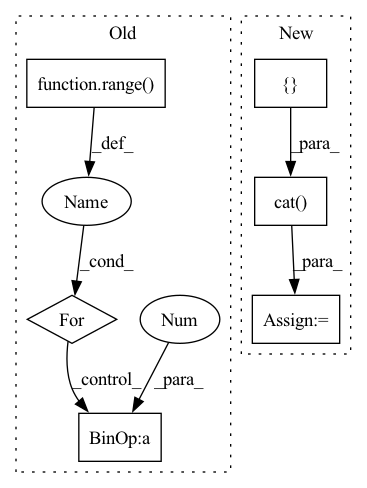 Old
New
function.range()
{}
_def_
_para_
Name
cat()
_cond_
_para_
For
Num
Assign:=
_control_
_para_
BinOp:a